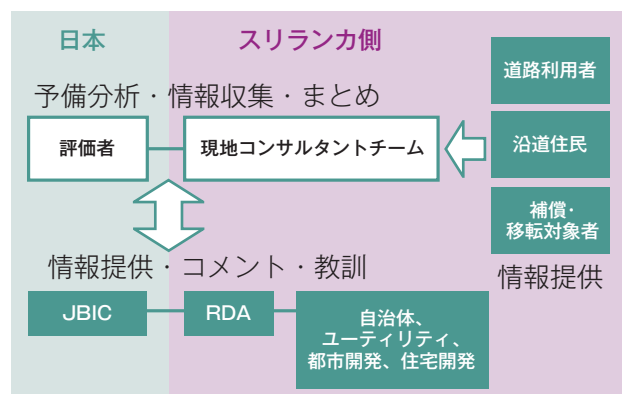 日本
スリランカ側
予備分析・情報収集・まとめ
評価者
現地コンサルタントチーム
道路利用者
沿道住民
補償・
移転対象者
情報提供
情報提供・コメント・教訓
JBIC
RDA
自治体、
ユーティリティ、
都市開発、住宅開発